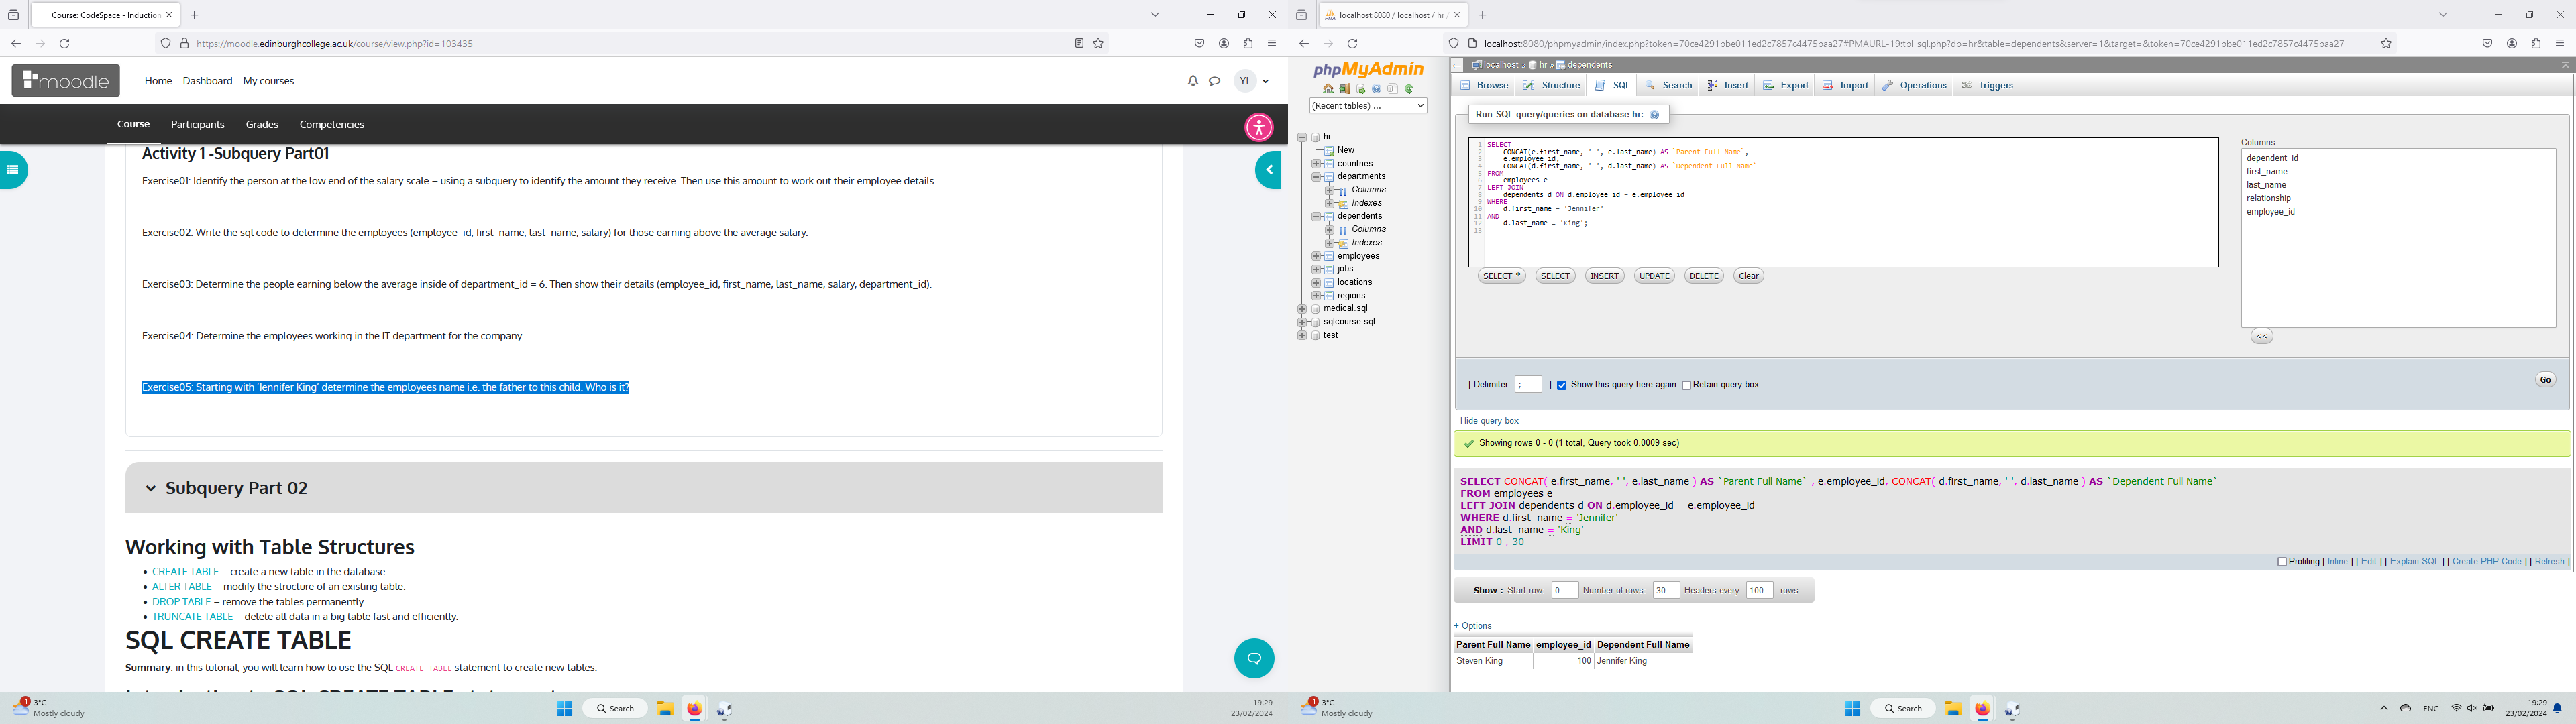 Course: CodeSpace - Induction
https://moodle.edinburghcollege.ac.uk/course/view.php?id=103435
moodle
Home Dashboard My courses
YL
Course Participants Grades Competencies
Activity 1 -Subquery Part01
Exercise01: Identify the person at the low end of the salary scale – using a subquery to identify the amount they receive. Then use this amount to work out their employee details.
Exercise02: Write the sql code to determine the employees (employee_id, first_name, last_name, salary) for those earning above the average salary.
Exercise03: Determine the people earning below the average inside of department_id = 6. Then show their details (employee_id, first_name, last_name, salary, department_id).
Exercise04: Determine the employees working in the IT department for the company.
Exercise05: Starting with 'Jennifer King' determine the employees name i.e. the father to this child. Who is it?
Subquery Part 02
Working with Table Structures
• CREATE TABLE – create a new table in the database.
• ALTER TABLE – modify the structure of an existing table.
• DROP TABLE – remove the tables permanently.
• TRUNCATE TABLE – delete all data in a big table fast and efficiently.
SQL CREATE TABLE
Summary: in this tutorial, you will learn how to use the SQL CREATE TABLE statement to create new tables.
1
3°C
Mostly cloudy
Search
19:29
23/02/2024
localhost:8080 / localhost / hr /
localhost:8080/phpmyadmin/index.php?token=70ce4291bbe011ed2c7857c4475baa27#PMAURL-19:tbl_sql.php?db=hr&table=dependents&server=1&target=&token=70ce4291bbe011ed2c7857c4475baa27
phpMyAdmin
(Recent tables) ...
hr
New
countries
departments
Columns
Indexes
dependents
Columns
Indexes
employees
jobs
locations
regions
medical.sql
sqlcourse.sql
test
localhost » hr » dependents
Browse Structure SQL Search Insert Export Import Operations Triggers
Run SQL query/queries on database hr:
1 SELECT
2 CONCAT(e.first_name, ' ', e.last_name) AS `Parent Full Name`,
3 e.employee_id,
4 CONCAT(d.first_name, ' ', d.last_name) AS `Dependent Full Name`
5 FROM
6 employees e
7 LEFT JOIN
8 dependents d ON d.employee_id = e.employee_id
9 WHERE
10 d.first_name = 'Jennifer'
11 AND
12 d.last_name = 'King';
13
Columns
dependent_id
first_name
last_name
relationship
employee_id
<<
SELECT * SELECT INSERT UPDATE DELETE Clear
[ Delimiter ; ] Show this query here again Retain query box
Go
Hide query box
Showing rows 0 - 0 (1 total, Query took 0.0009 sec)
SELECT CONCAT( e.first_name, ' ', e.last_name ) AS `Parent Full Name` , e.employee_id, CONCAT( d.first_name, ' ', d.last_name ) AS `Dependent Full Name`
FROM employees e
LEFT JOIN dependents d ON d.employee_id = e.employee_id
WHERE d.first_name = 'Jennifer'
AND d.last_name = 'King'
LIMIT 0 , 30
Profiling [ Inline ] [ Edit ] [ Explain SQL ] [ Create PHP Code ] [ Refresh ]
Show : Start row: 0 Number of rows: 30 Headers every 100 rows
+ Options
Parent Full Name employee_id Dependent Full Name
Steven King 100 Jennifer King
1
3°C
Mostly cloudy
Search
ENG
19:29
23/02/2024